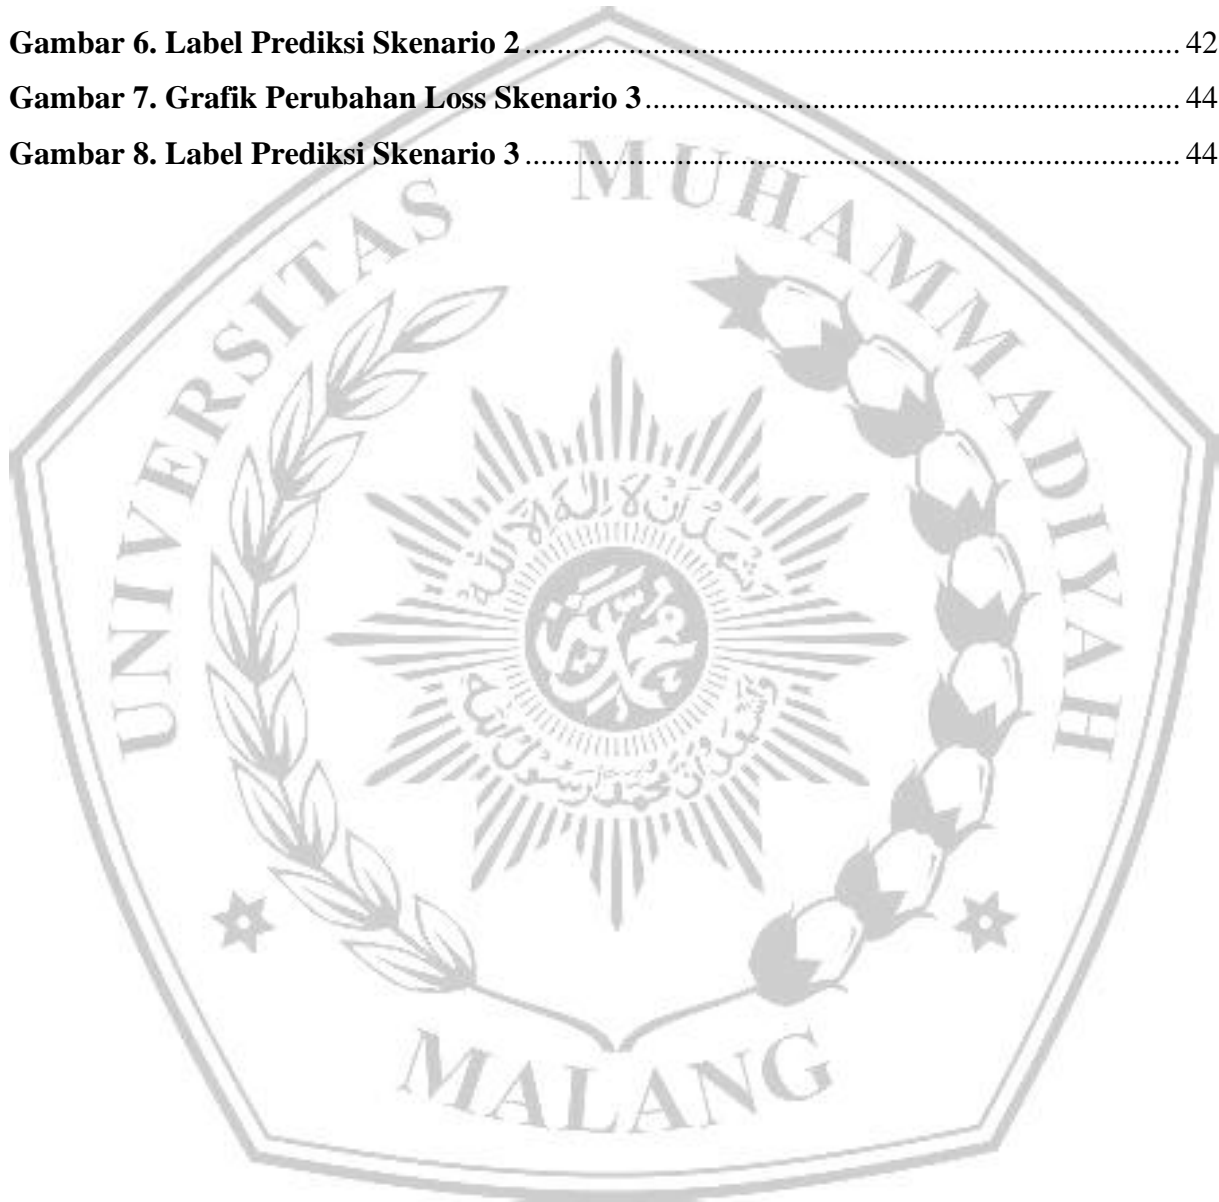 Gambar 6. Label Prediksi Skenario 2 ........................................................................ 42
Gambar 7. Grafik Perubahan Loss Skenario 3 ........................................................................ 44
Gambar 8. Label Prediksi Skenario 3 ........................................................................ 44
UNIVERSITAS MUHAMMADIYAH
MALANG